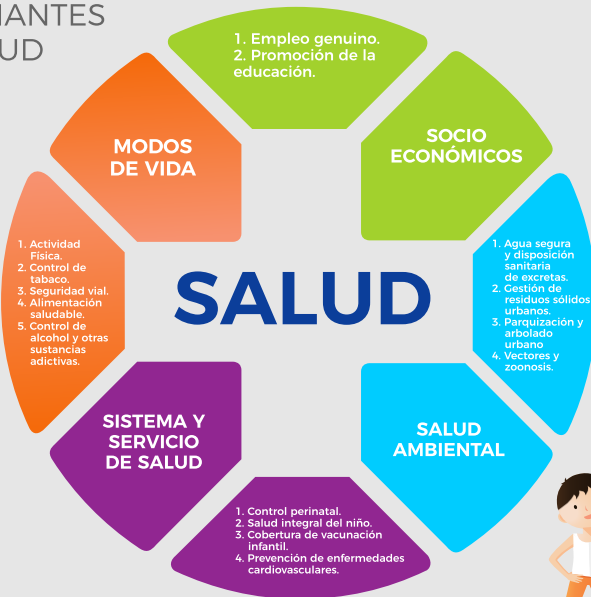 1. Empleo genuino.
2. Promoción de la
educación.
MODOS
DE VIDA
SOCIO
ECONÓMICOS
1. Actividad
Física.
2. Control de
tabaco.
3. Seguridad vial.
4. Alimentación
saludable.
5. Control de
alcohol y otras
sustancias
adictivas.
SALUD
1. Agua segura
y disposición
sanitaria
de excretas.
2. Gestión de
residuos sólidos
urbanos.
3. Parquización y
arbolado
urbano
4. Vectores y
zoonosis.
SISTEMA Y
SERVICIO
DE SALUD
SALUD
AMBIENTAL
1. Control perinatal.
2. Salud integral del niño.
3. Cobertura de vacunación
infantil.
4. Prevención de enfermedades
cardiovasculares.